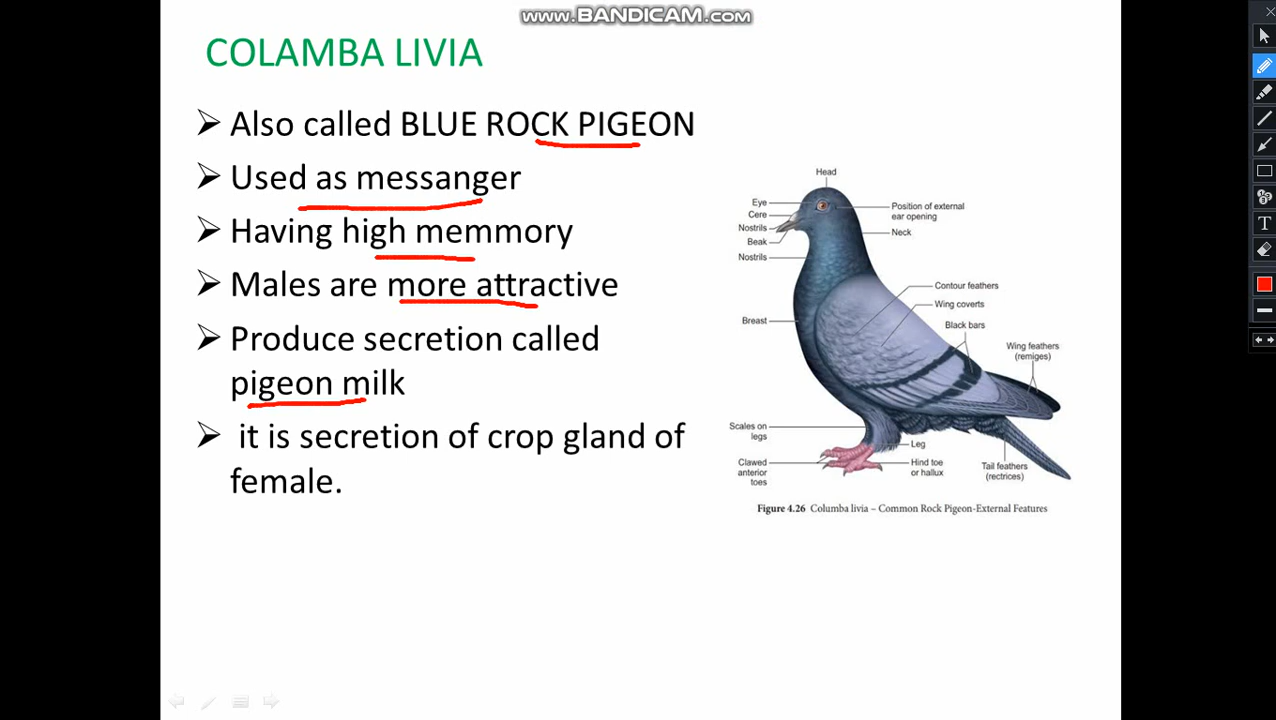 www.BANDICAM.com
COLAMBA LIVIA
➢ Also called BLUE ROCK PIGEON
➢ Used as messanger
➢ Having high memmory
➢ Males are more attractive
➢ Produce secretion called
pigeon milk
➢ it is secretion of crop gland of
female.
Head
Eye
Cere
Nostrils
Beak
Nostrils
Position of external
ear opening
Neck
Contour feathers
Wing coverts
Breast
Black bars
Wing feathers
(remiges)
Scales on
legs
Leg
Clawed
anterior
toes
Hind toe
or hallux
Tail feathers
(rectrices)
Figure 4.26 Columba livia – Common Rock Pigeon-External Features